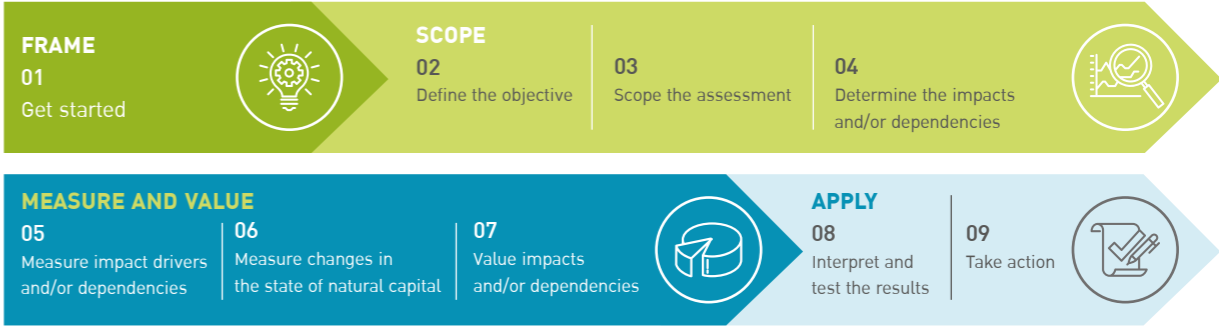 FRAME
01
Get started
SCOPE
02
Define the objective
03
Scope the assessment
04
Determine the impacts
and/or dependencies
MEASURE AND VALUE
05
Measure impact drivers
and/or dependencies
06
Measure changes in
the state of natural capital
07
Value impacts
and/or dependencies
APPLY
08
Interpret and
test the results
09
Take action